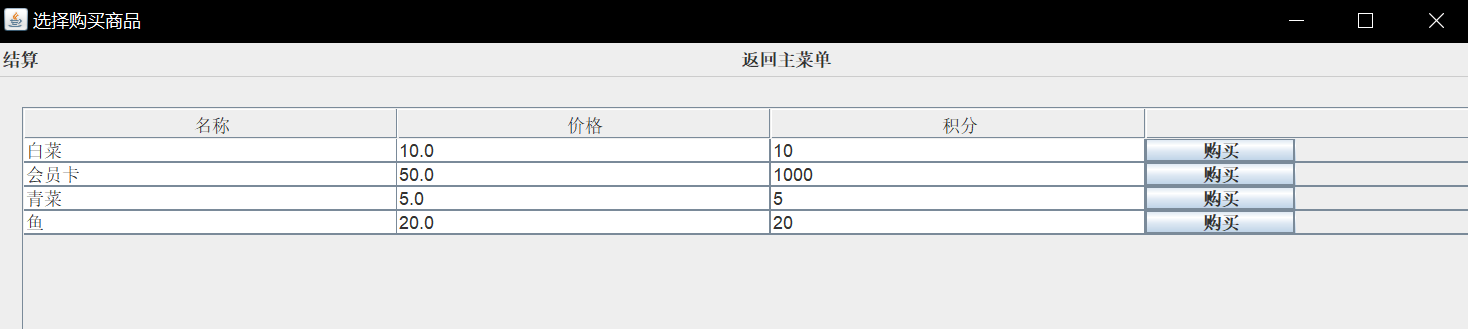 选择购买商品
结算 返回主菜单
名称 价格 积分
白菜 10.0 10 购买
会员卡 50.0 1000 购买
青菜 5.0 5 购买
鱼 20.0 20 购买